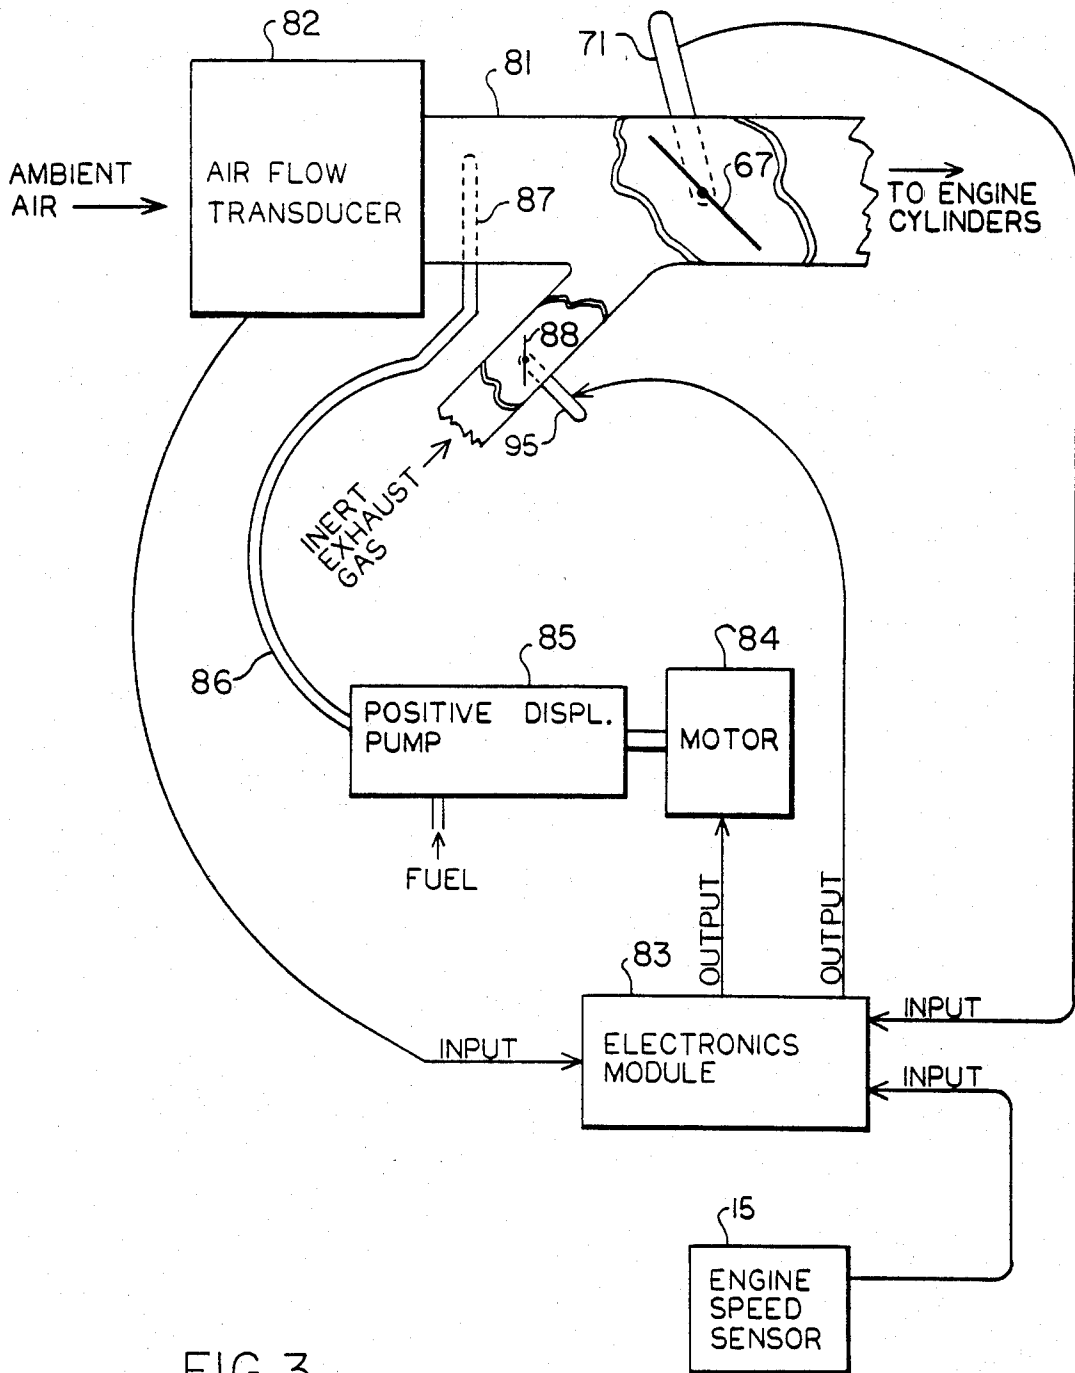 82
71
81
AMBIENT
AIR
AIR FLOW
TRANSDUCER
87
67
TO ENGINE
CYLINDERS
88
95
INERT
EXHAUST
GAS
86
85
84
POSITIVE DISPL.
PUMP
MOTOR
FUEL
OUTPUT
OUTPUT
83
INPUT
INPUT
ELECTRONICS
MODULE
INPUT
15
ENGINE
SPEED
SENSOR
FIG. 3